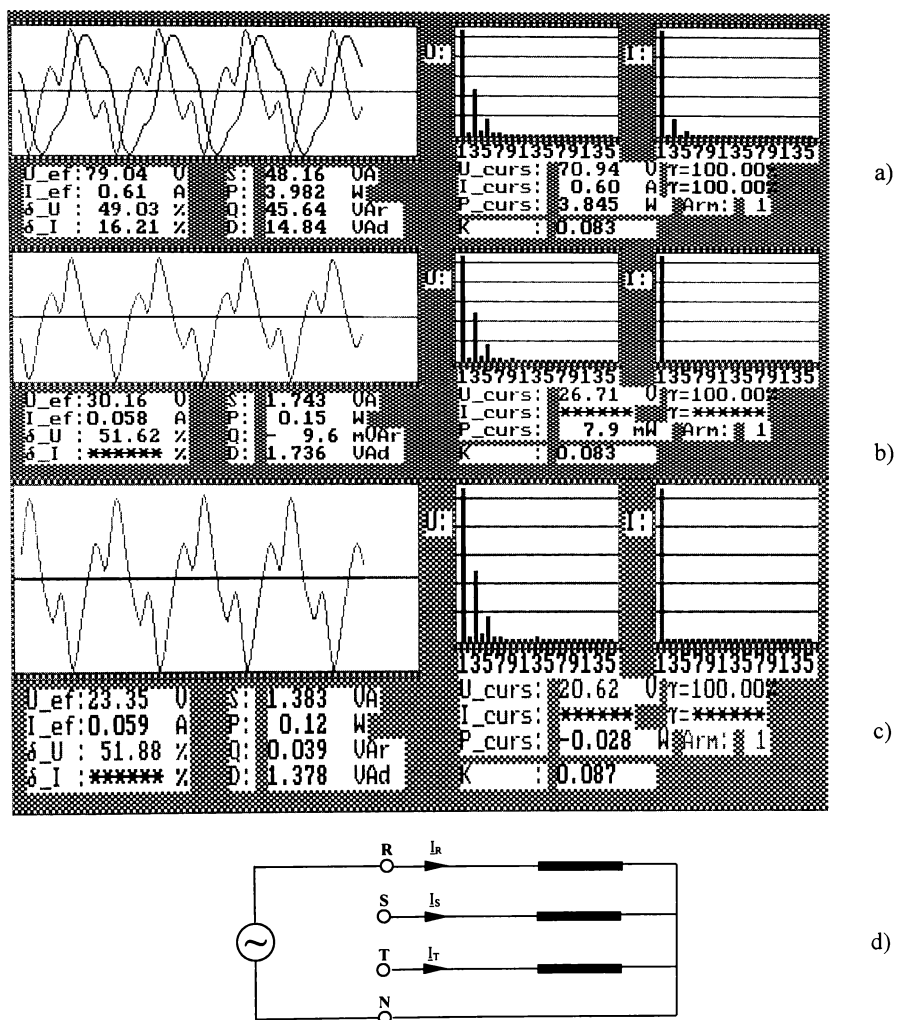 U: I:
1357913579135 1357913579135
U_ef:79.04 V S: 48.16 VA U_curs: 70.94 V γ=100.00%
I_ef: 0.61 A P: 3.982 W I_curs: 0.60 A γ=100.00%
δ_U : 49.03 % Q: 45.64 VAr P_curs: 3.845 W Arm: 1
δ_I : 16.21 % D: 14.84 VAd K :0.083
a)
U: I:
1357913579135 1357913579135
U_ef:30.16 V S: 1.743 VA U_curs: 26.71 V γ=100.00%
I_ef:0.058 A P: 0.15 W I_curs: ****** γ=******
δ_U : 51.62 % Q:- 9.6 mVAr P_curs: 7.9 mW Arm: 1
δ_I :****** % D: 1.736 VAd K :0.083
b)
U: I:
1357913579135 1357913579135
U_ef:23.35 V S: 1.383 VA U_curs: 20.62 V γ=100.00%
I_ef:0.059 A P: 0.12 W I_curs: ****** γ=******
δ_U : 51.88 % Q: 0.039 VAr P_curs: -0.028 W Arm: 1
δ_I :****** % D: 1.378 VAd K :0.087
c)
R I_R
S I_S
T I_T
N
~
d)